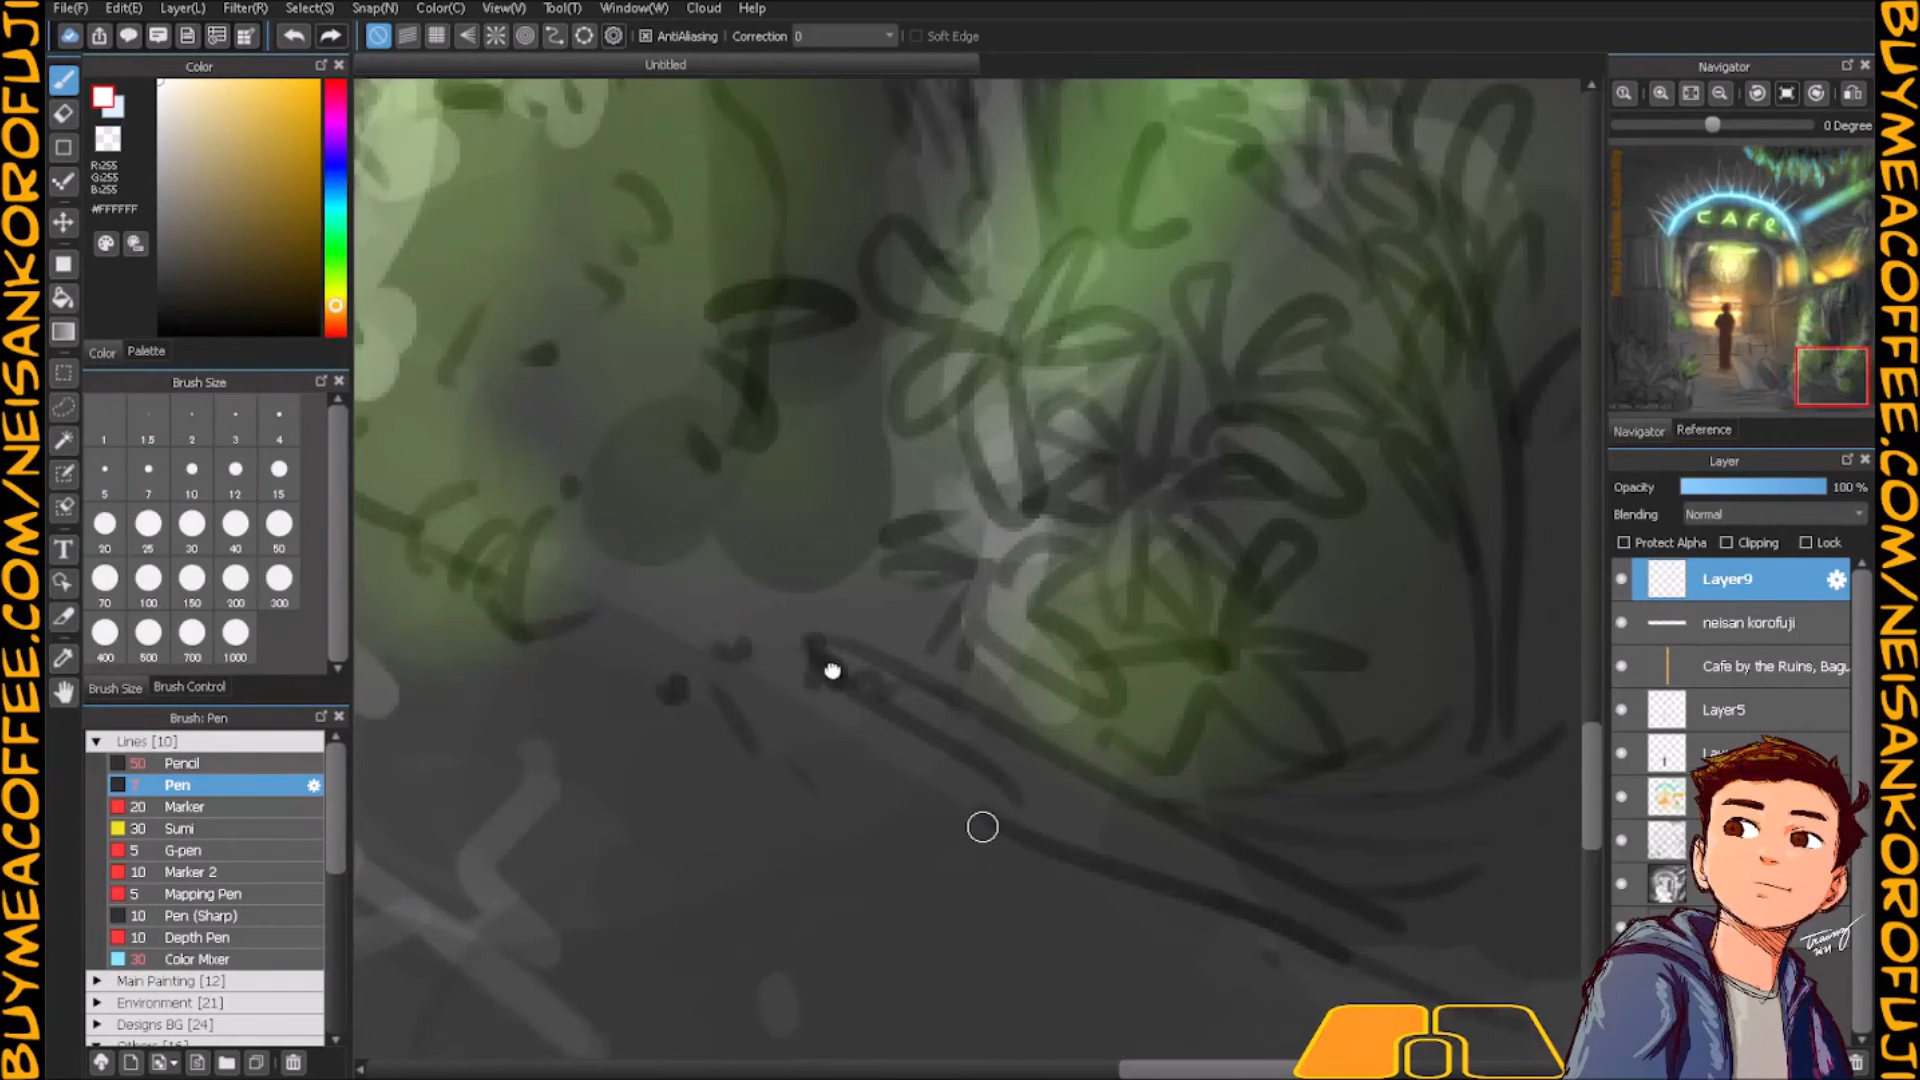 BUYMEACOFFEE.COM/NEISANKOROFUJI
File(F) Edit(E) Layer(L) Filter(R) Select(S) Snap(N) Color(C) View(V) Tool(T) Window(W) Cloud Help
AntiAliasing Correction 0 Soft Edge
Color
Untitled
Navigator
R:255
G:255
B:255
#FFFFFF
Color Palette
Brush Size
1 1.5 2 3 4
5 7 10 12 15
20 25 30 40 50
70 100 150 200 300
400 500 700 1000
Brush Size Brush Control
Brush: Pen
Lines [10]
50 Pencil
7 Pen
20 Marker
30 Sumi
5 G-pen
10 Marker 2
5 Mapping Pen
10 Pen (Sharp)
10 Depth Pen
30 Color Mixer
Main Painting [12]
Environment [21]
Designs BG [24]
Others [16]
0 Degree
CAFE
Navigator Reference
Layer
Opacity 100 %
Blending Normal
Protect Alpha Clipping Lock
Layer9
neisan korofuji
Cafe by the Ruins, Bagu
Layer5
2021
BUYMEACOFFEE.COM/NEISANKOROFUJI